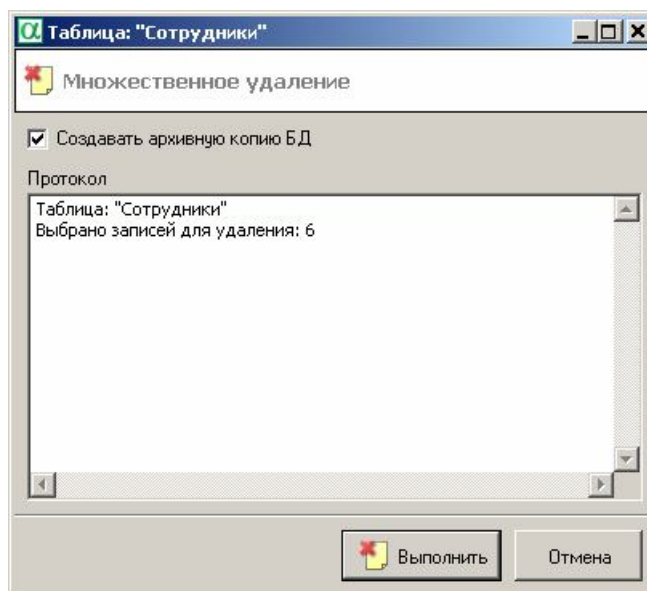 α Таблица: "Сотрудники"
Множественное удаление
Создавать архивную копию БД
Протокол
Таблица: "Сотрудники"
Выбрано записей для удаления: 6
Выполнить Отмена